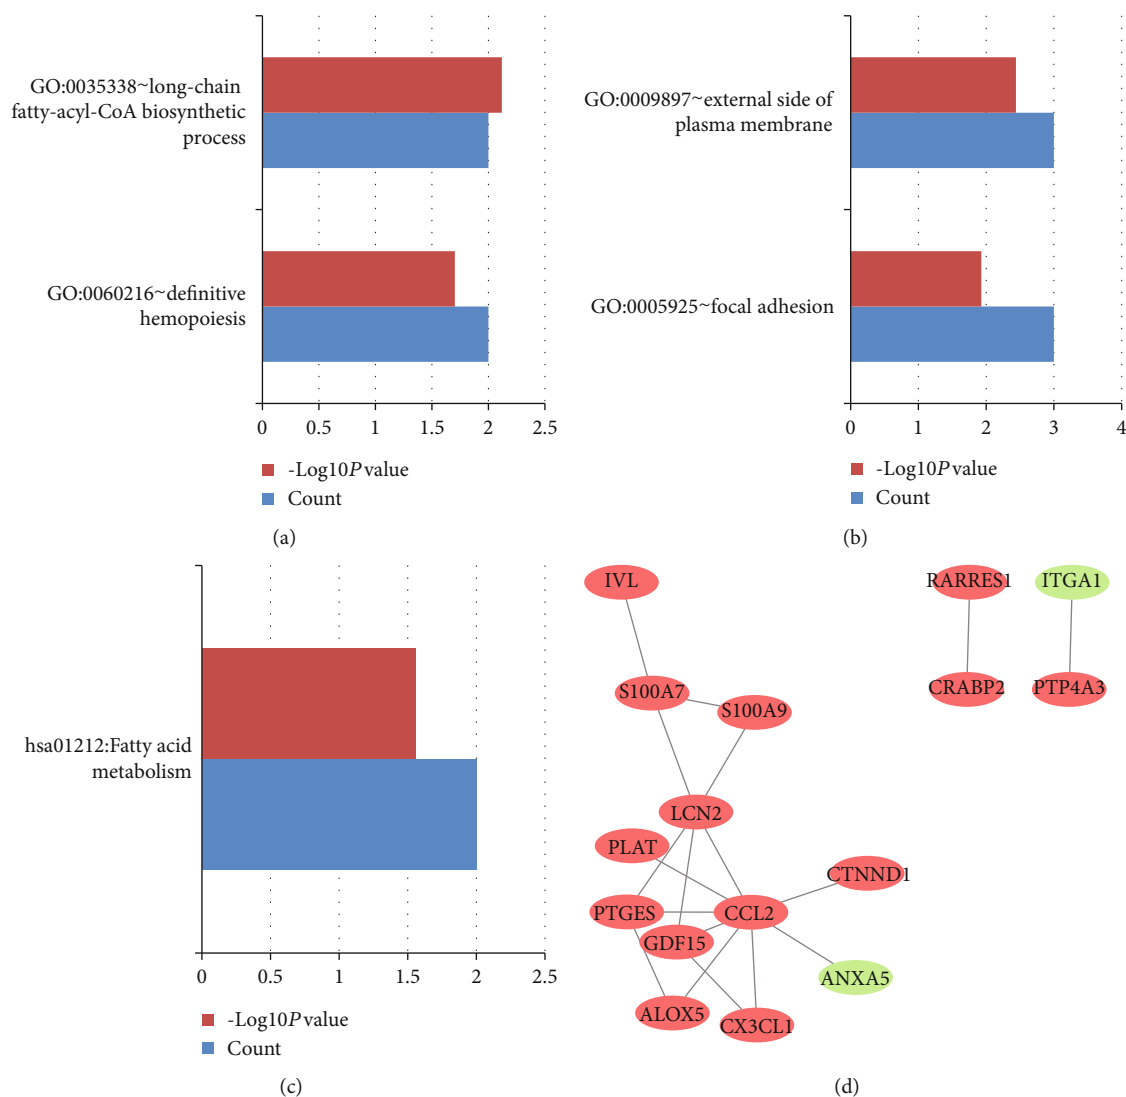 GO:0035338~long-chain
fatty-acyl-CoA biosynthetic
process
GO:0060216~definitive
hemopoiesis
0 0.5 1 1.5 2 2.5
-Log10P value
Count
(a)
GO:0009897~external side of
plasma membrane
GO:0005925~focal adhesion
0 1 2 3 4
-Log10P value
Count
(b)
hsa01212:Fatty acid
metabolism
0 0.5 1 1.5 2 2.5
-Log10P value
Count
(c)
IVL
RARRES1
ITGA1
S100A7
S100A9
CRABP2
PTP4A3
LCN2
PLAT
CTNND1
PTGES
CCL2
GDF15
ANXA5
ALOX5
CX3CL1
(d)